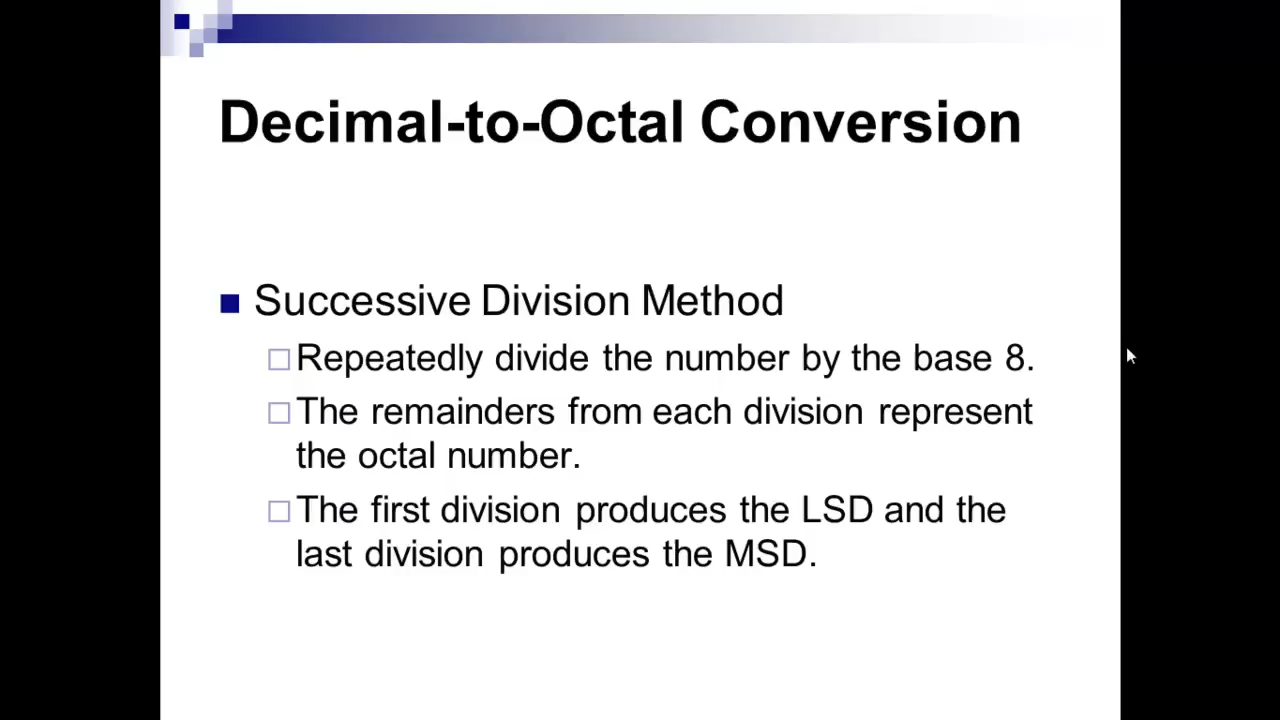 Decimal-to-Octal Conversion
Successive Division Method
Repeatedly divide the number by the base 8.
The remainders from each division represent
the octal number.
The first division produces the LSD and the
last division produces the MSD.